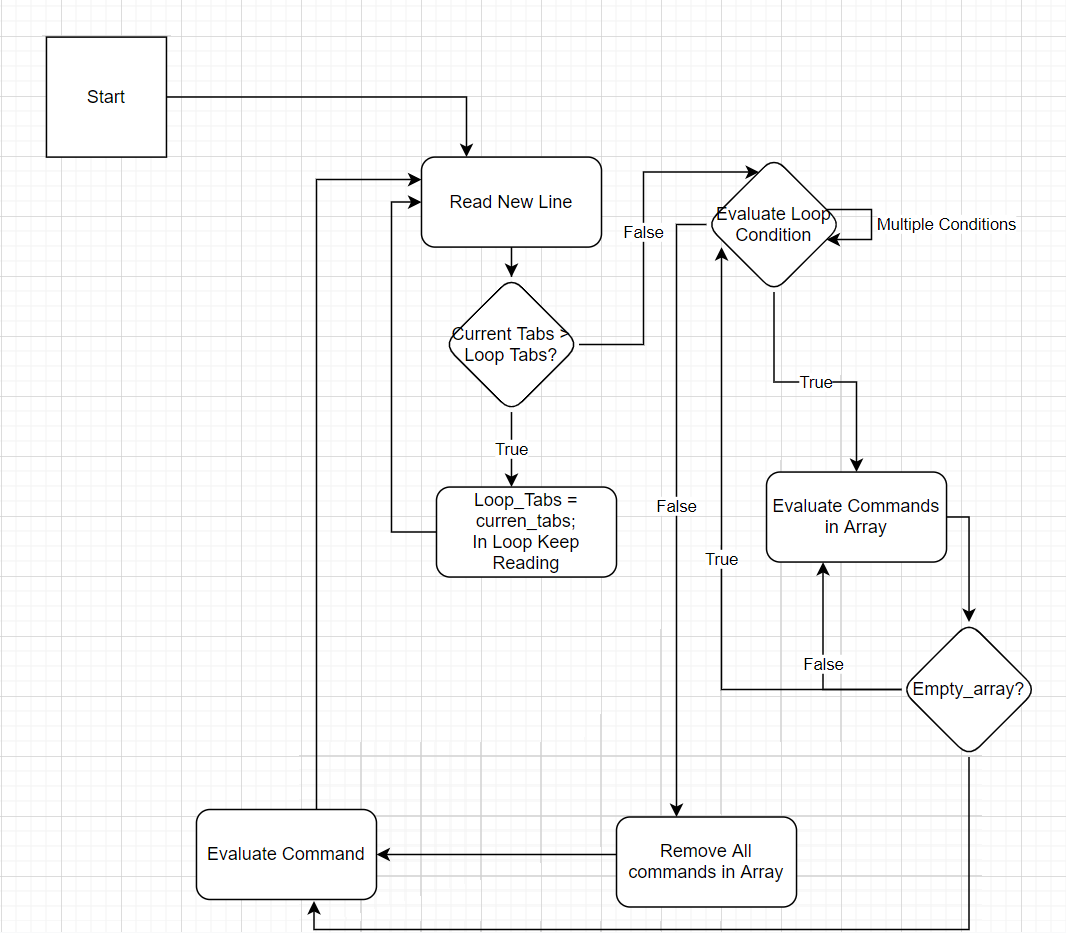 Start
Read New Line
Current Tabs >
Loop Tabs?
True
Loop_Tabs =
curren_tabs;
In Loop Keep
Reading
False
Evaluate Loop
Condition
Multiple Conditions
True
False
True
Evaluate Commands
in Array
False
Empty_array?
Remove All
commands in Array
Evaluate Command